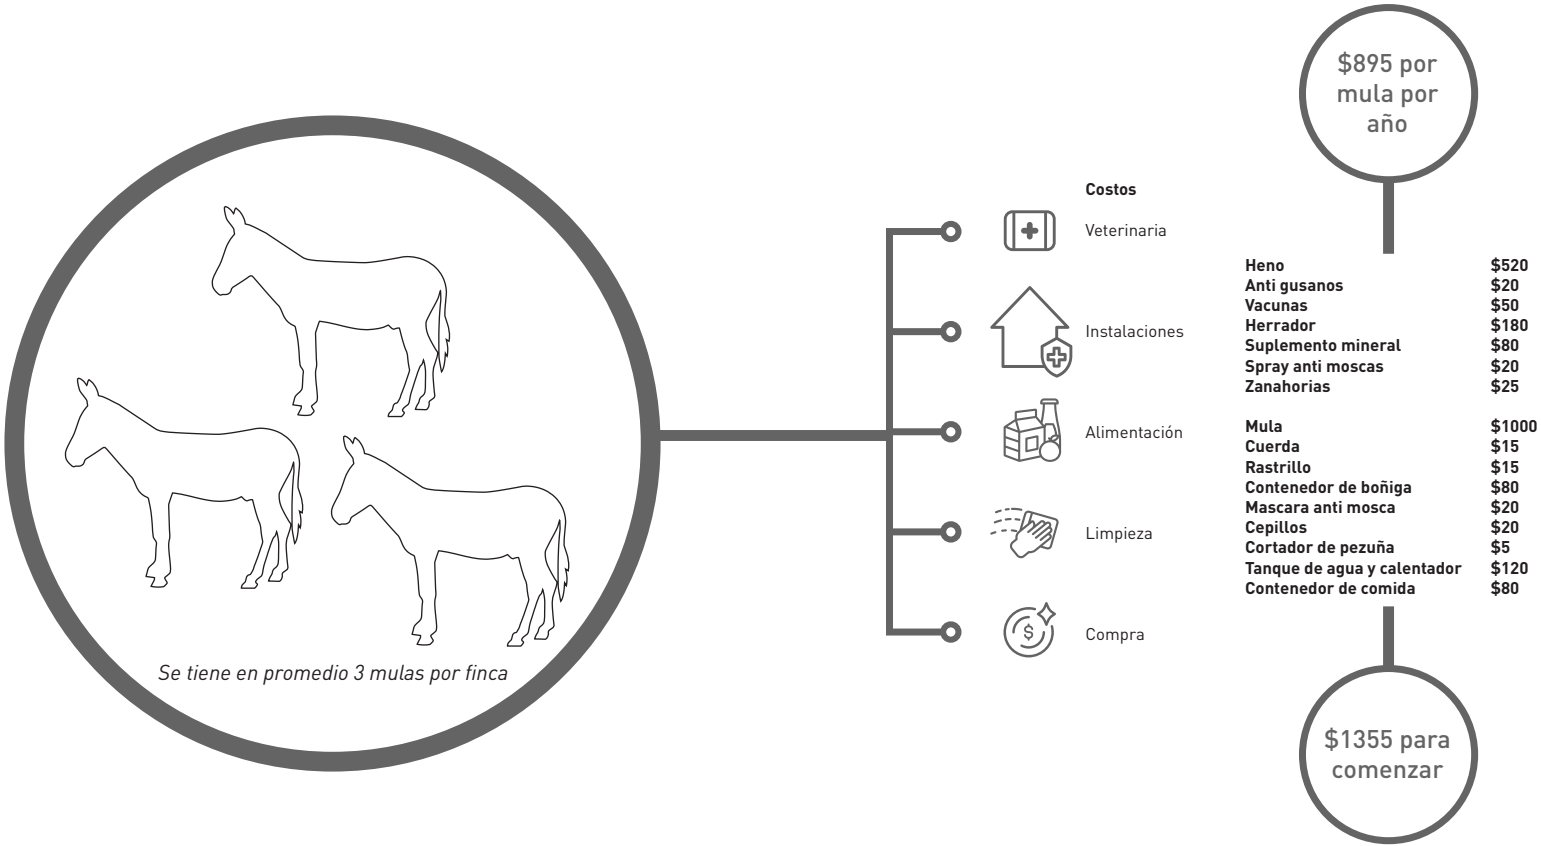 $895 por
mula por
año
Costos
Veterinaria
Instalaciones
Alimentación
Limpieza
$
Compra
Heno $520
Anti gusanos $20
Vacunas $50
Herrador $180
Suplemento mineral $80
Spray anti moscas $20
Zanahorias $25
Mula $1000
Cuerda $15
Rastrillo $15
Contenedor de boñiga $80
Mascara anti mosca $20
Cepillos $20
Cortador de pezuña $5
Tanque de agua y calentador $120
Contenedor de comida $80
Se tiene en promedio 3 mulas por finca
$1355 para
comenzar